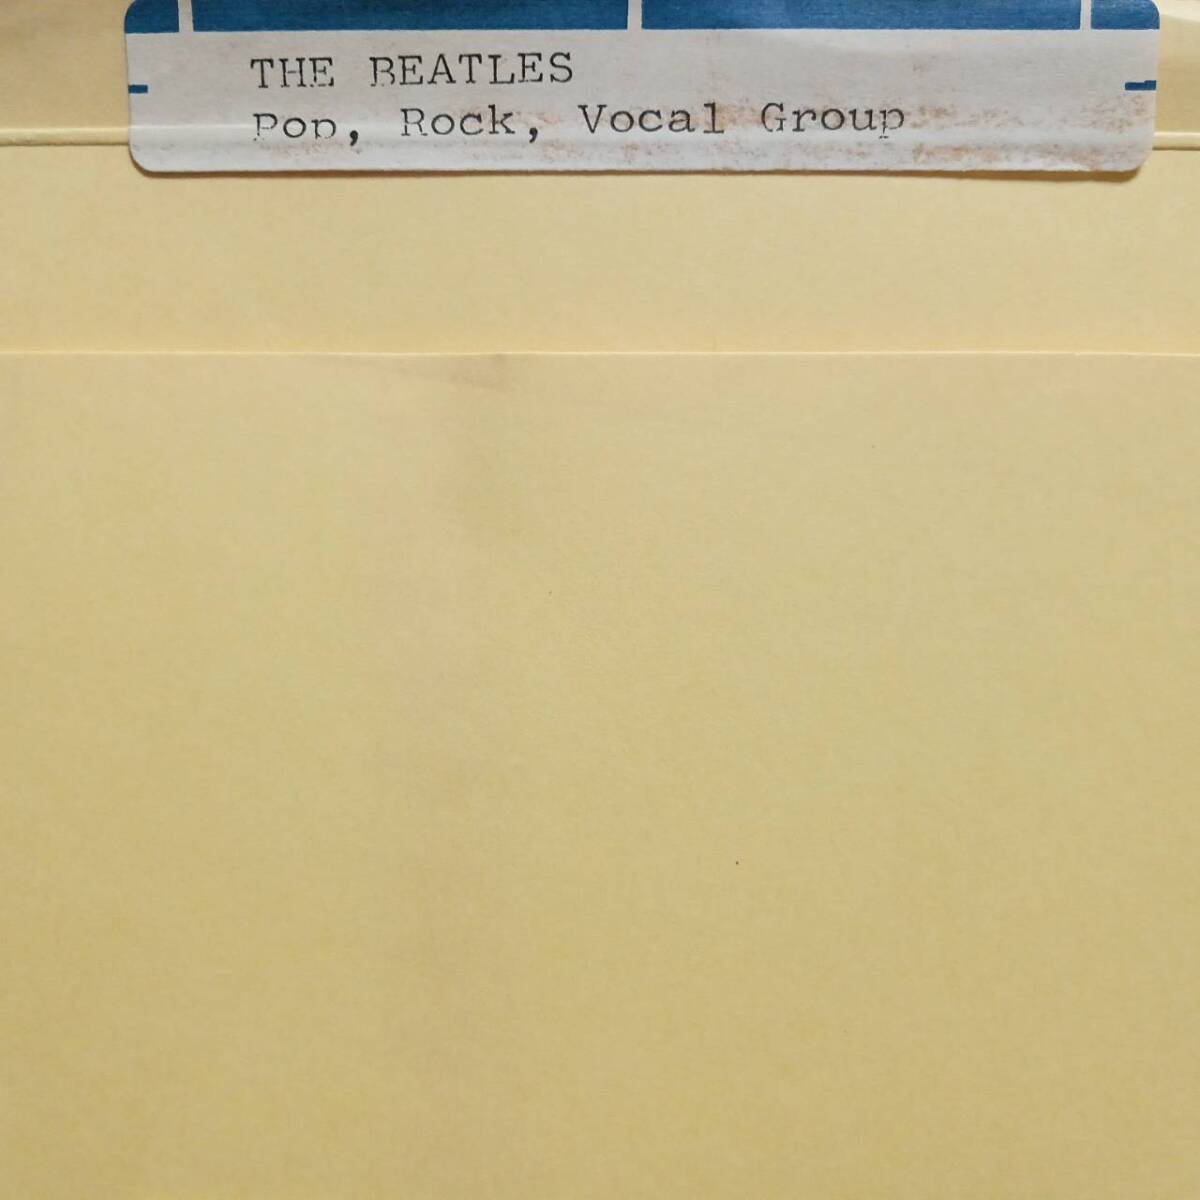 THE BEATLES
Pop, Rock, Vocal Group